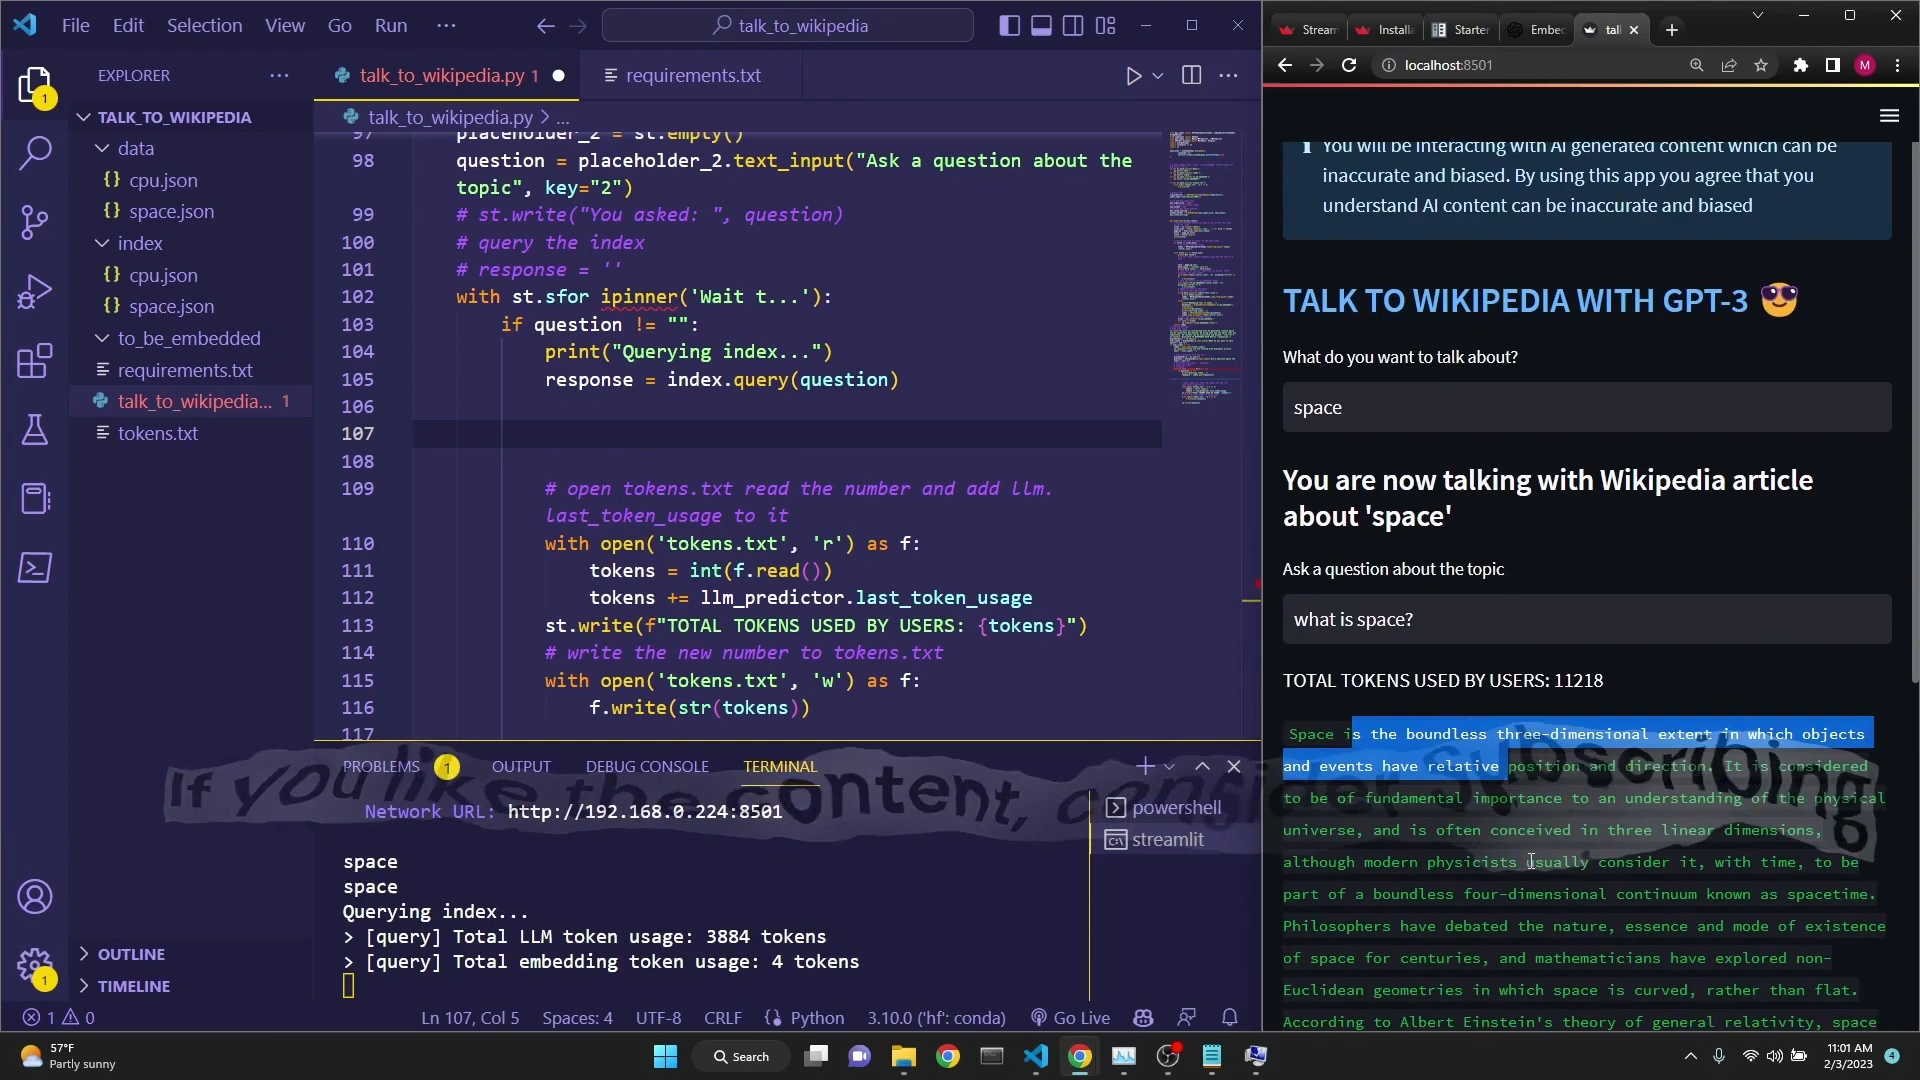 File Edit Selection View Go Run ···
talk_to_wikipedia
EXPLORER
TALK_TO_WIKIPEDIA
data
{} cpu.json
{} space.json
index
{} cpu.json
{} space.json
to_be_embedded
requirements.txt
talk_to_wikipedia... 1
tokens.txt
OUTLINE
TIMELINE
talk_to_wikipedia.py 1
requirements.txt
talk_to_wikipedia.py > ...
97 placeholder_2 = st.empty()
98 question = placeholder_2.text_input("Ask a question about the
topic", key="2")
99 # st.write("You asked: ", question)
100 # query the index
101 # response = ''
102 with st.sfor ipinner('Wait t...'):
103 if question != "":
104 print("Querying index...")
105 response = index.query(question)
106
107
108
109 # open tokens.txt read the number and add llm.
last_token_usage to it
110 with open('tokens.txt', 'r') as f:
111 tokens = int(f.read())
112 tokens += llm_predictor.last_token_usage
113 st.write(f"TOTAL TOKENS USED BY USERS: {tokens}")
114 # write the new number to tokens.txt
115 with open('tokens.txt', 'w') as f:
116 f.write(str(tokens))
117
PROBLEMS 1 OUTPUT DEBUG CONSOLE TERMINAL
Network URL: http://192.168.0.224:8501
space
space
Querying index...
> [query] Total LLM token usage: 3884 tokens
> [query] Total embedding token usage: 4 tokens
powershell
streamlit
If you like the content, consider subscribing
1 0 Ln 107, Col 5 Spaces: 4 UTF-8 CRLF {} Python 3.10.0 ('hf': conda) Go Live
Stream Installa Starter Embed tal
localhost:8501
M
You will be interacting with AI generated content which can be
inaccurate and biased. By using this app you agree that you
understand AI content can be inaccurate and biased
TALK TO WIKIPEDIA WITH GPT-3 😎
What do you want to talk about?
space
You are now talking with Wikipedia article
about 'space'
Ask a question about the topic
what is space?
TOTAL TOKENS USED BY USERS: 11218
Space is the boundless three-dimensional extent in which objects
and events have relative position and direction. It is considered
to be of fundamental importance to an understanding of the physical
universe, and is often conceived in three linear dimensions,
although modern physicists usually consider it, with time, to be
part of a boundless four-dimensional continuum known as spacetime.
Philosophers have debated the nature, essence and mode of existence
of space for centuries, and mathematicians have explored non-
Euclidean geometries in which space is curved, rather than flat.
According to Albert Einstein's theory of general relativity, space
57°F
Partly sunny
Search
11:01 AM
2/3/2023
4